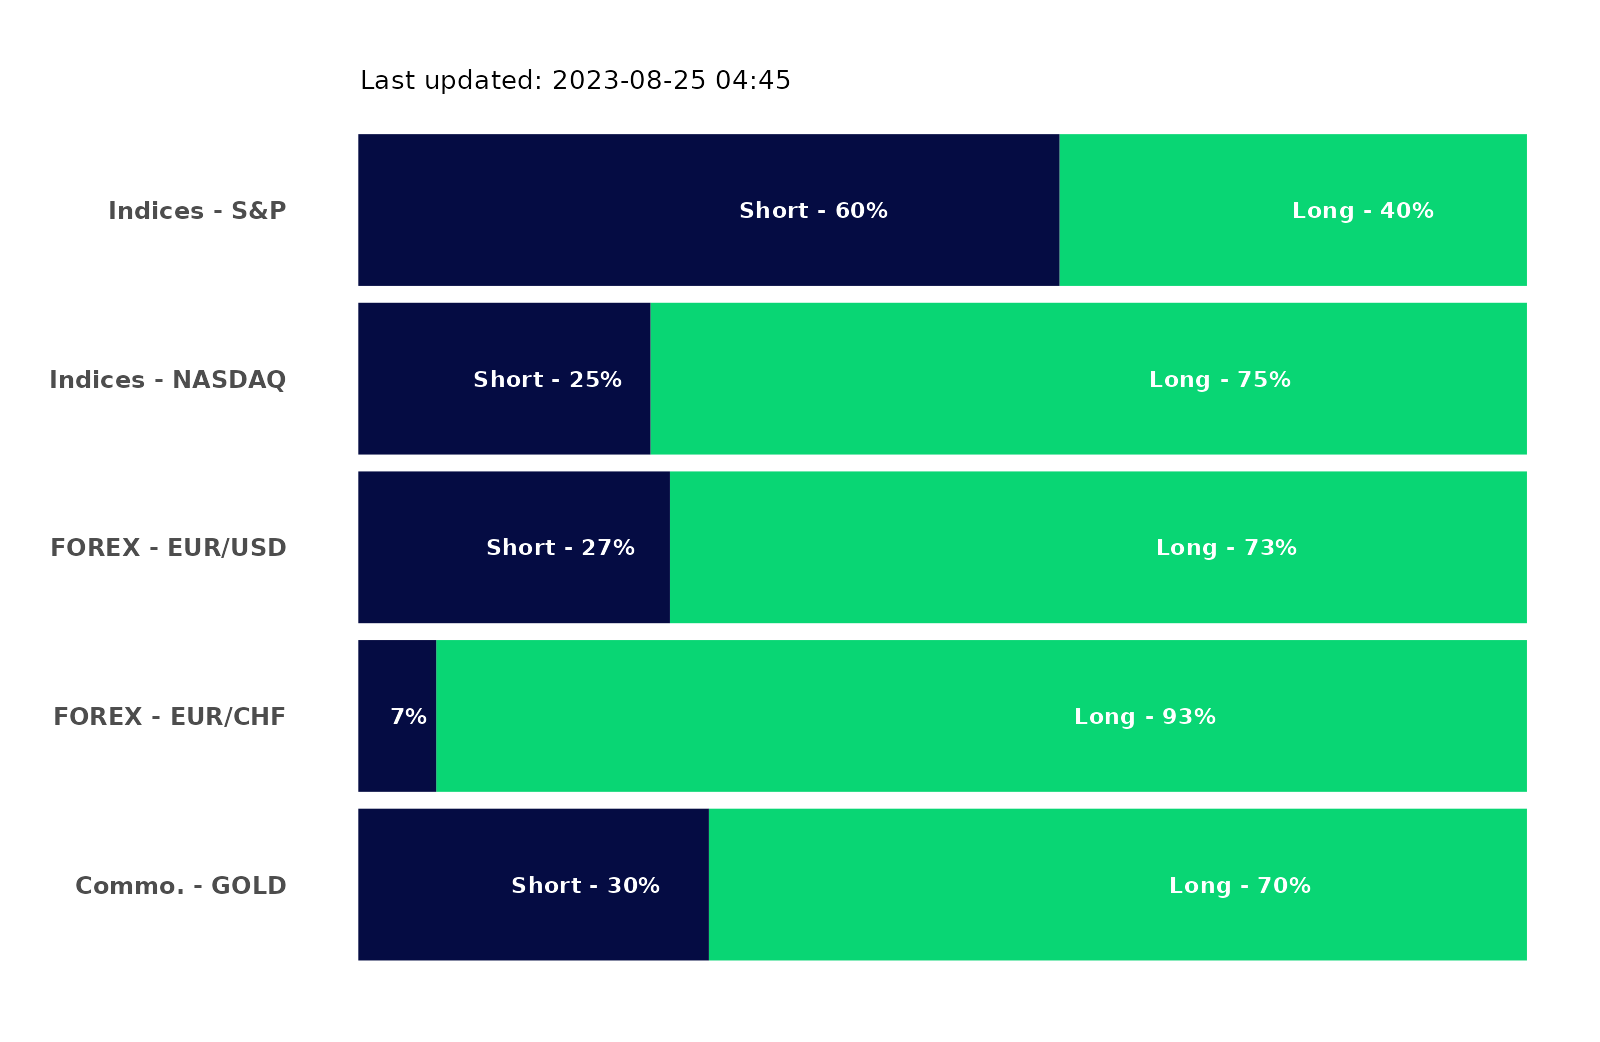 Last updated: 2023-08-25 04:45
Indices - S&P Short - 60% Long - 40%
Indices - NASDAQ Short - 25% Long - 75%
FOREX - EUR/USD Short - 27% Long - 73%
FOREX - EUR/CHF 7% Long - 93%
Commo. - GOLD Short - 30% Long - 70%